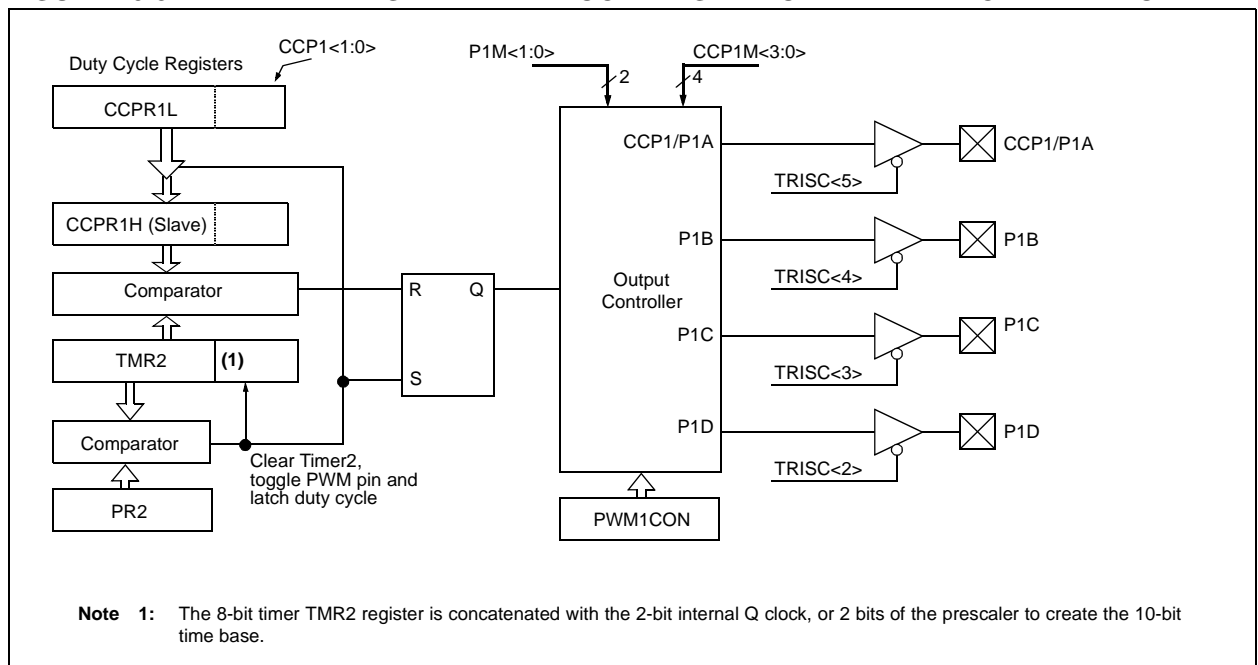 CCP1<1:0>
Duty Cycle Registers
CCPR1L
CCPR1H (Slave)
Comparator
TMR2
(1)
Comparator
PR2
Clear Timer2,
toggle PWM pin and
latch duty cycle
R
Q
S
P1M<1:0>
2
CCP1M<3:0>
4
Output
Controller
CCP1/P1A
P1B
P1C
P1D
PWM1CON
TRISC<5>
CCP1/P1A
TRISC<4>
P1B
TRISC<3>
P1C
TRISC<2>
P1D
Note 1: The 8-bit timer TMR2 register is concatenated with the 2-bit internal Q clock, or 2 bits of the prescaler to create the 10-bit
time base.